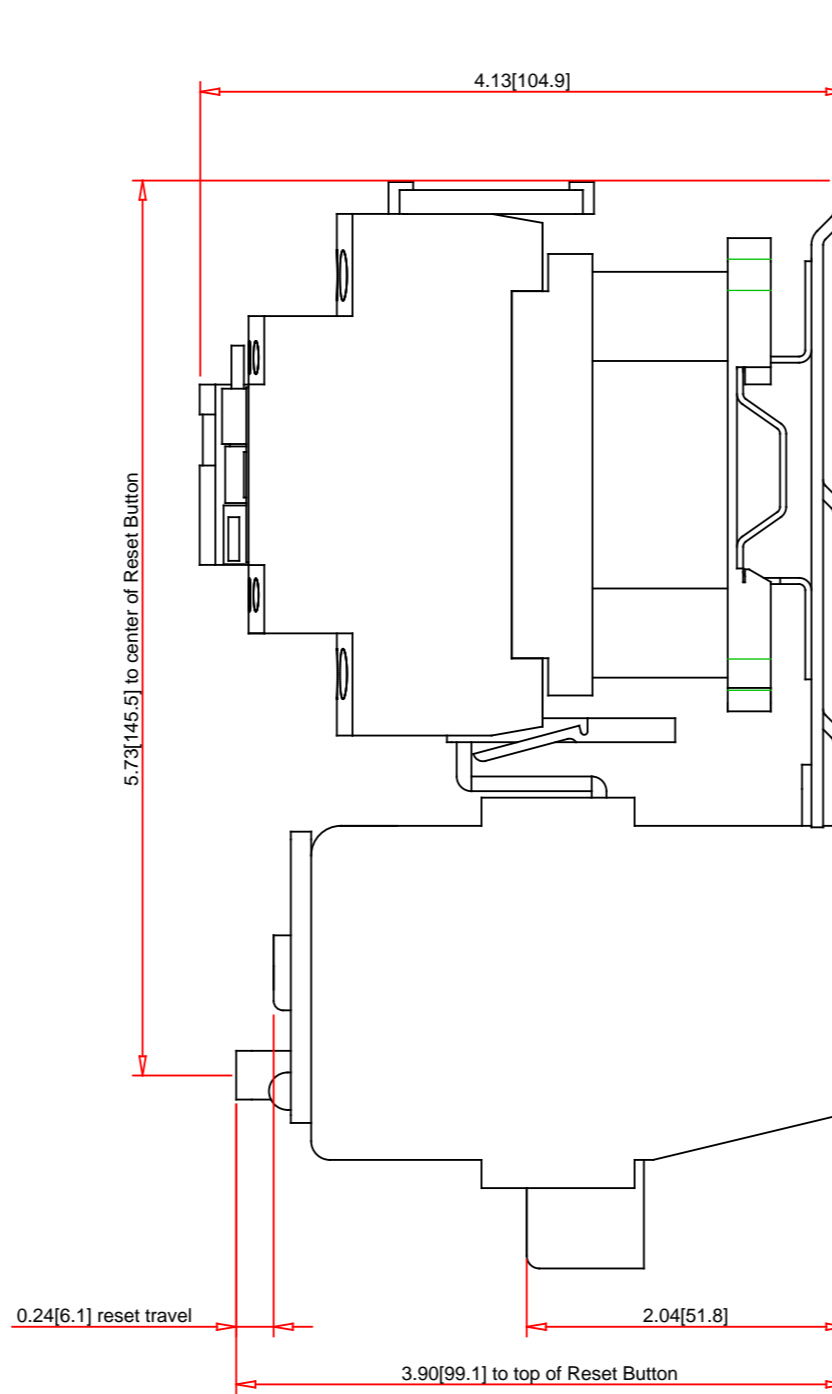 4.13[104.9]
5.73[145.5] to center of Reset Button
0.24[6.1] reset travel
2.04[51.8]
3.90[99.1] to top of Reset Button